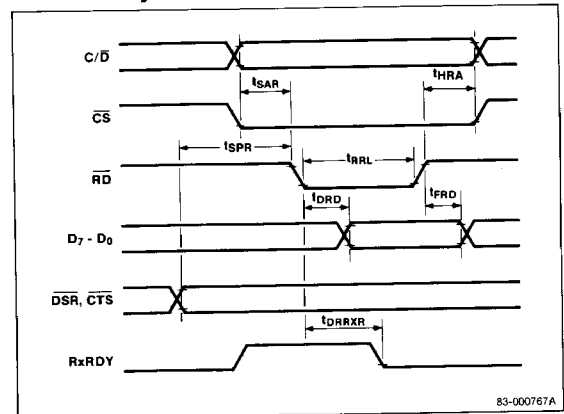 C/D̅
tSAR
tHRA
C̅S̅
tSPR
tRRL
R̅D̅
tDRD
tFRD
D7 - D0
D̅S̅R̅, C̅T̅S̅
tDRRXR
RxRDY
83-000767A